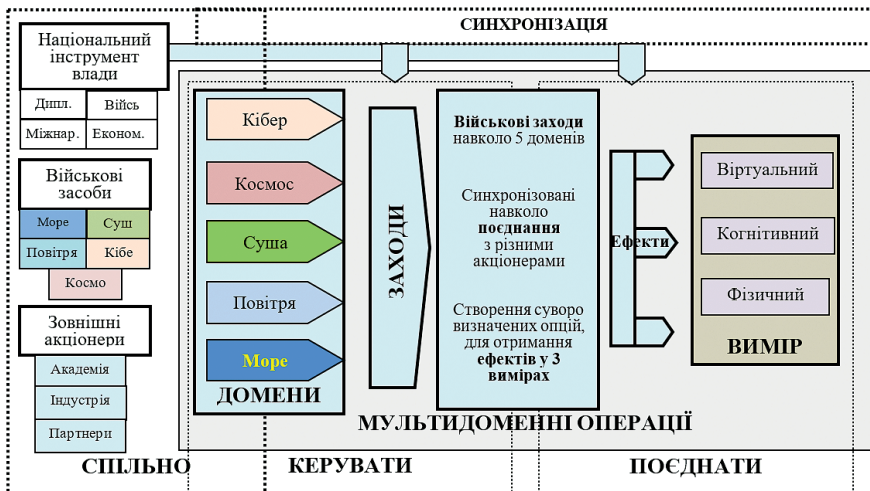 СИНХРОНІЗАЦІЯ
Національний
інструмент
влади
Дипл.
Війсь
Міжнар.
Економ.
Військові
засоби
Море
Суш
Повітря
Кібе
Космо
Зовнішні
акціонери
Академія
Індустрія
Партнери
СПІЛЬНО
Кібер
Космос
Суша
Повітря
Море
ДОМЕНИ
ЗАХОДИ
Військові заходи
навколо 5 доменів
Синхронізовані
навколо
поєднання
з різними
акціонерами
Створення суворо
визначених опцій,
для отримання
ефектів у 3
вимірах
Ефекти
Віртуальний
Когнітивний
Фізичний
ВИМІР
МУЛЬТИДОМЕННІ ОПЕРАЦІЇ
КЕРУВАТИ
ПОЄДНАТИ